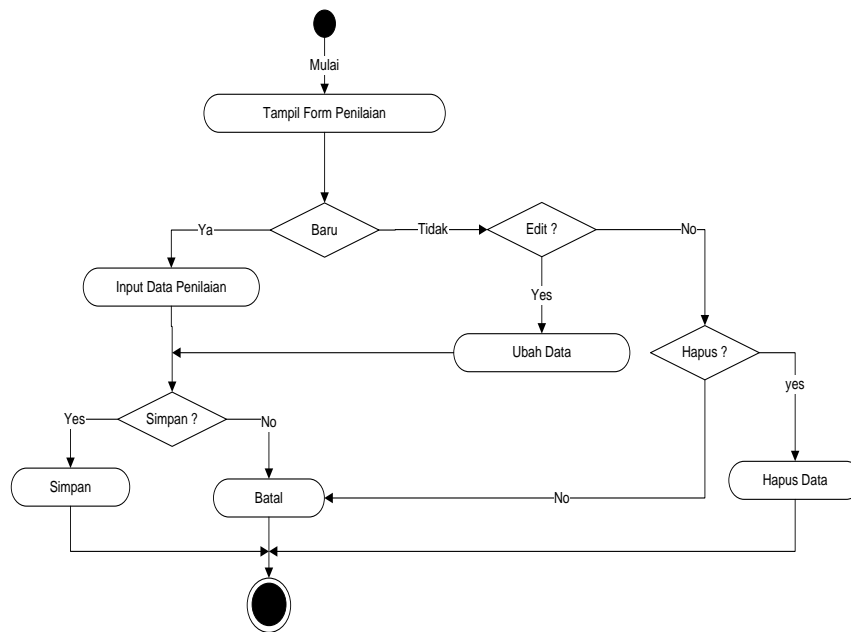 Mulai
Tampil Form Penilaian
Baru
Ya
Tidak
Edit ?
No
Input Data Penilaian
Yes
Ubah Data
Hapus ?
yes
Simpan ?
Yes
No
Simpan
Batal
No
Hapus Data